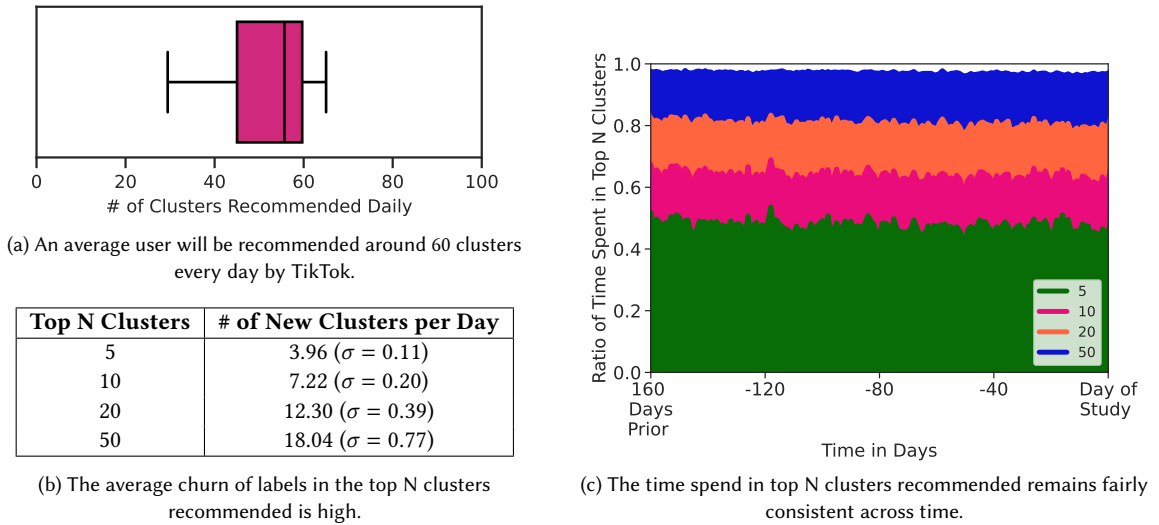 0 20 40 60 80 100
# of Clusters Recommended Daily
(a) An average user will be recommended around 60 clusters
every day by TikTok.
Top N Clusters # of New Clusters per Day
5 3.96 (σ = 0.11)
10 7.22 (σ = 0.20)
20 12.30 (σ = 0.39)
50 18.04 (σ = 0.77)
(b) The average churn of labels in the top N clusters
recommended is high.
Ratio of Time Spent in Top N Clusters
1.0
0.8
0.6
0.4
0.2
0.0
5
10
20
50
160 -120 -80 -40 Day of
Days Study
Prior
Time in Days
(c) The time spend in top N clusters recommended remains fairly
consistent across time.